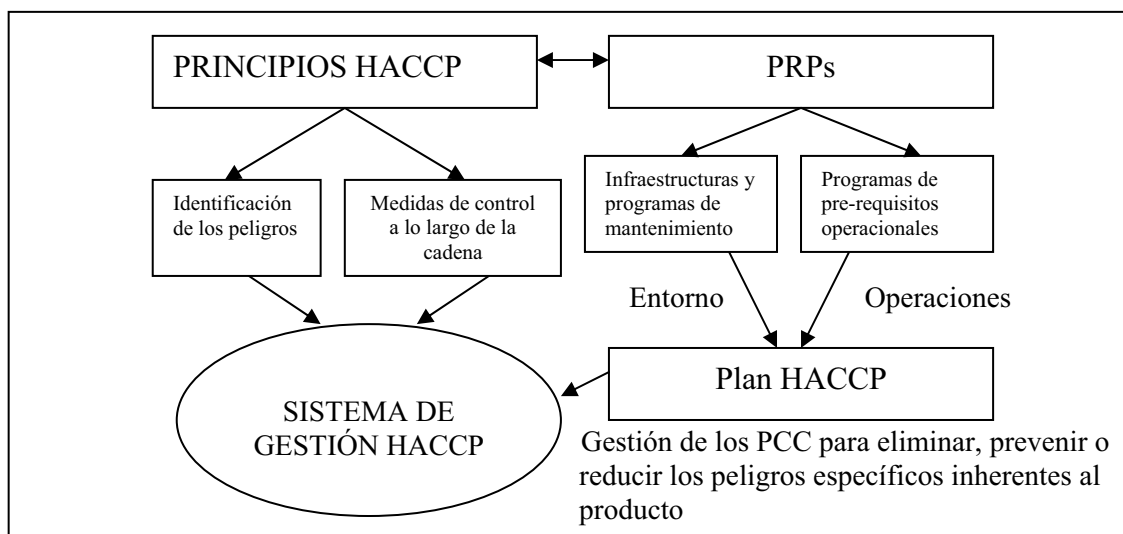 PRINCIPIOS HACCP
PRPs
Identificación
de los peligros
Medidas de control
a lo largo de la
cadena
Infraestructuras y
programas de
mantenimiento
Programas de
pre-requisitos
operacionales
Entorno
Operaciones
SISTEMA DE
GESTIÓN HACCP
Plan HACCP
Gestión de los PCC para eliminar, prevenir o
reducir los peligros específicos inherentes al
producto